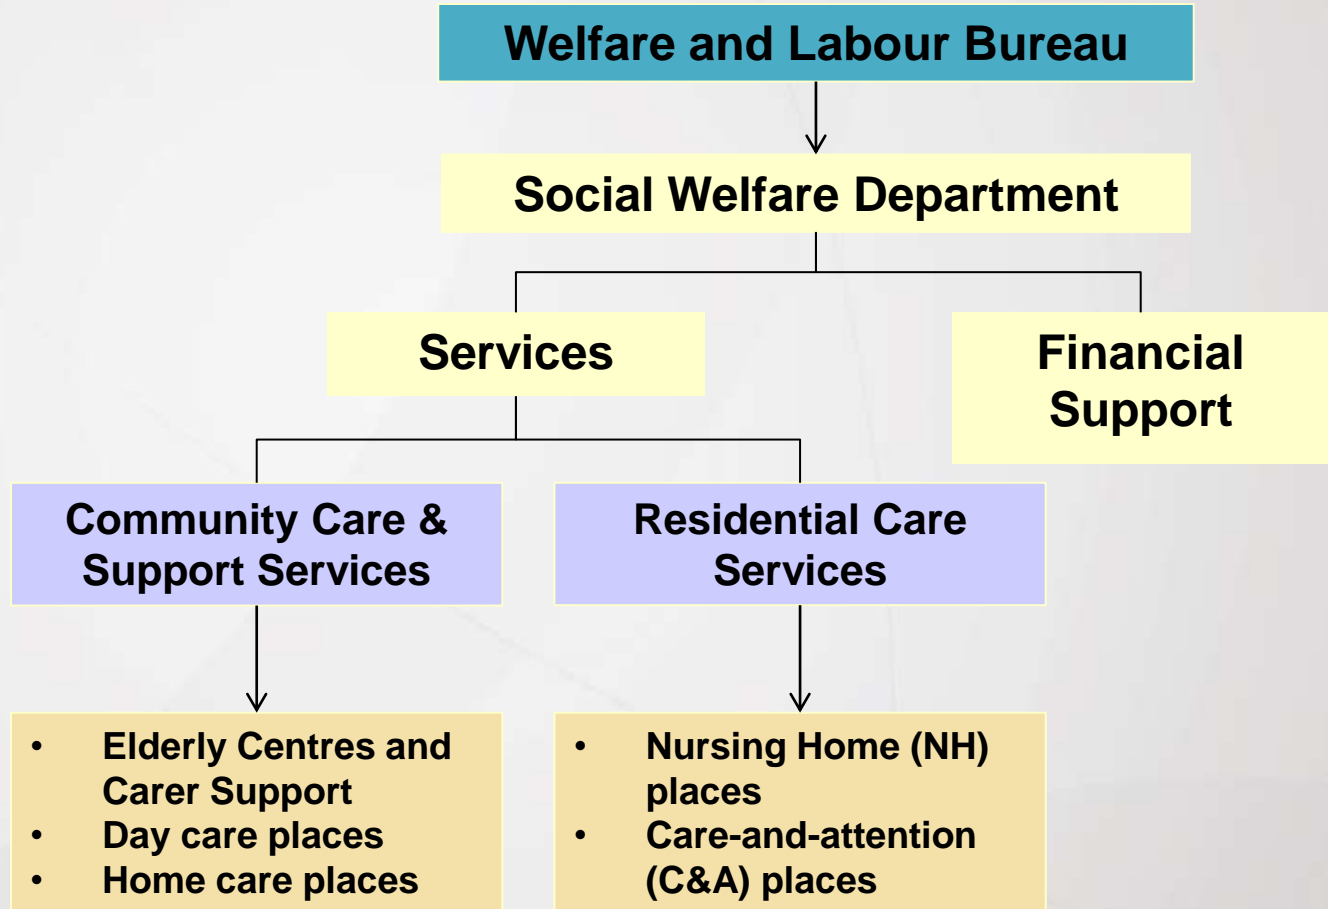 Welfare and Labour Bureau
Social Welfare Department
Services
Financial
Support
Community Care &
Support Services
Residential Care
Services
• Elderly Centres and
Carer Support
• Day care places
• Home care places
• Nursing Home (NH)
places
• Care-and-attention
(C&A) places